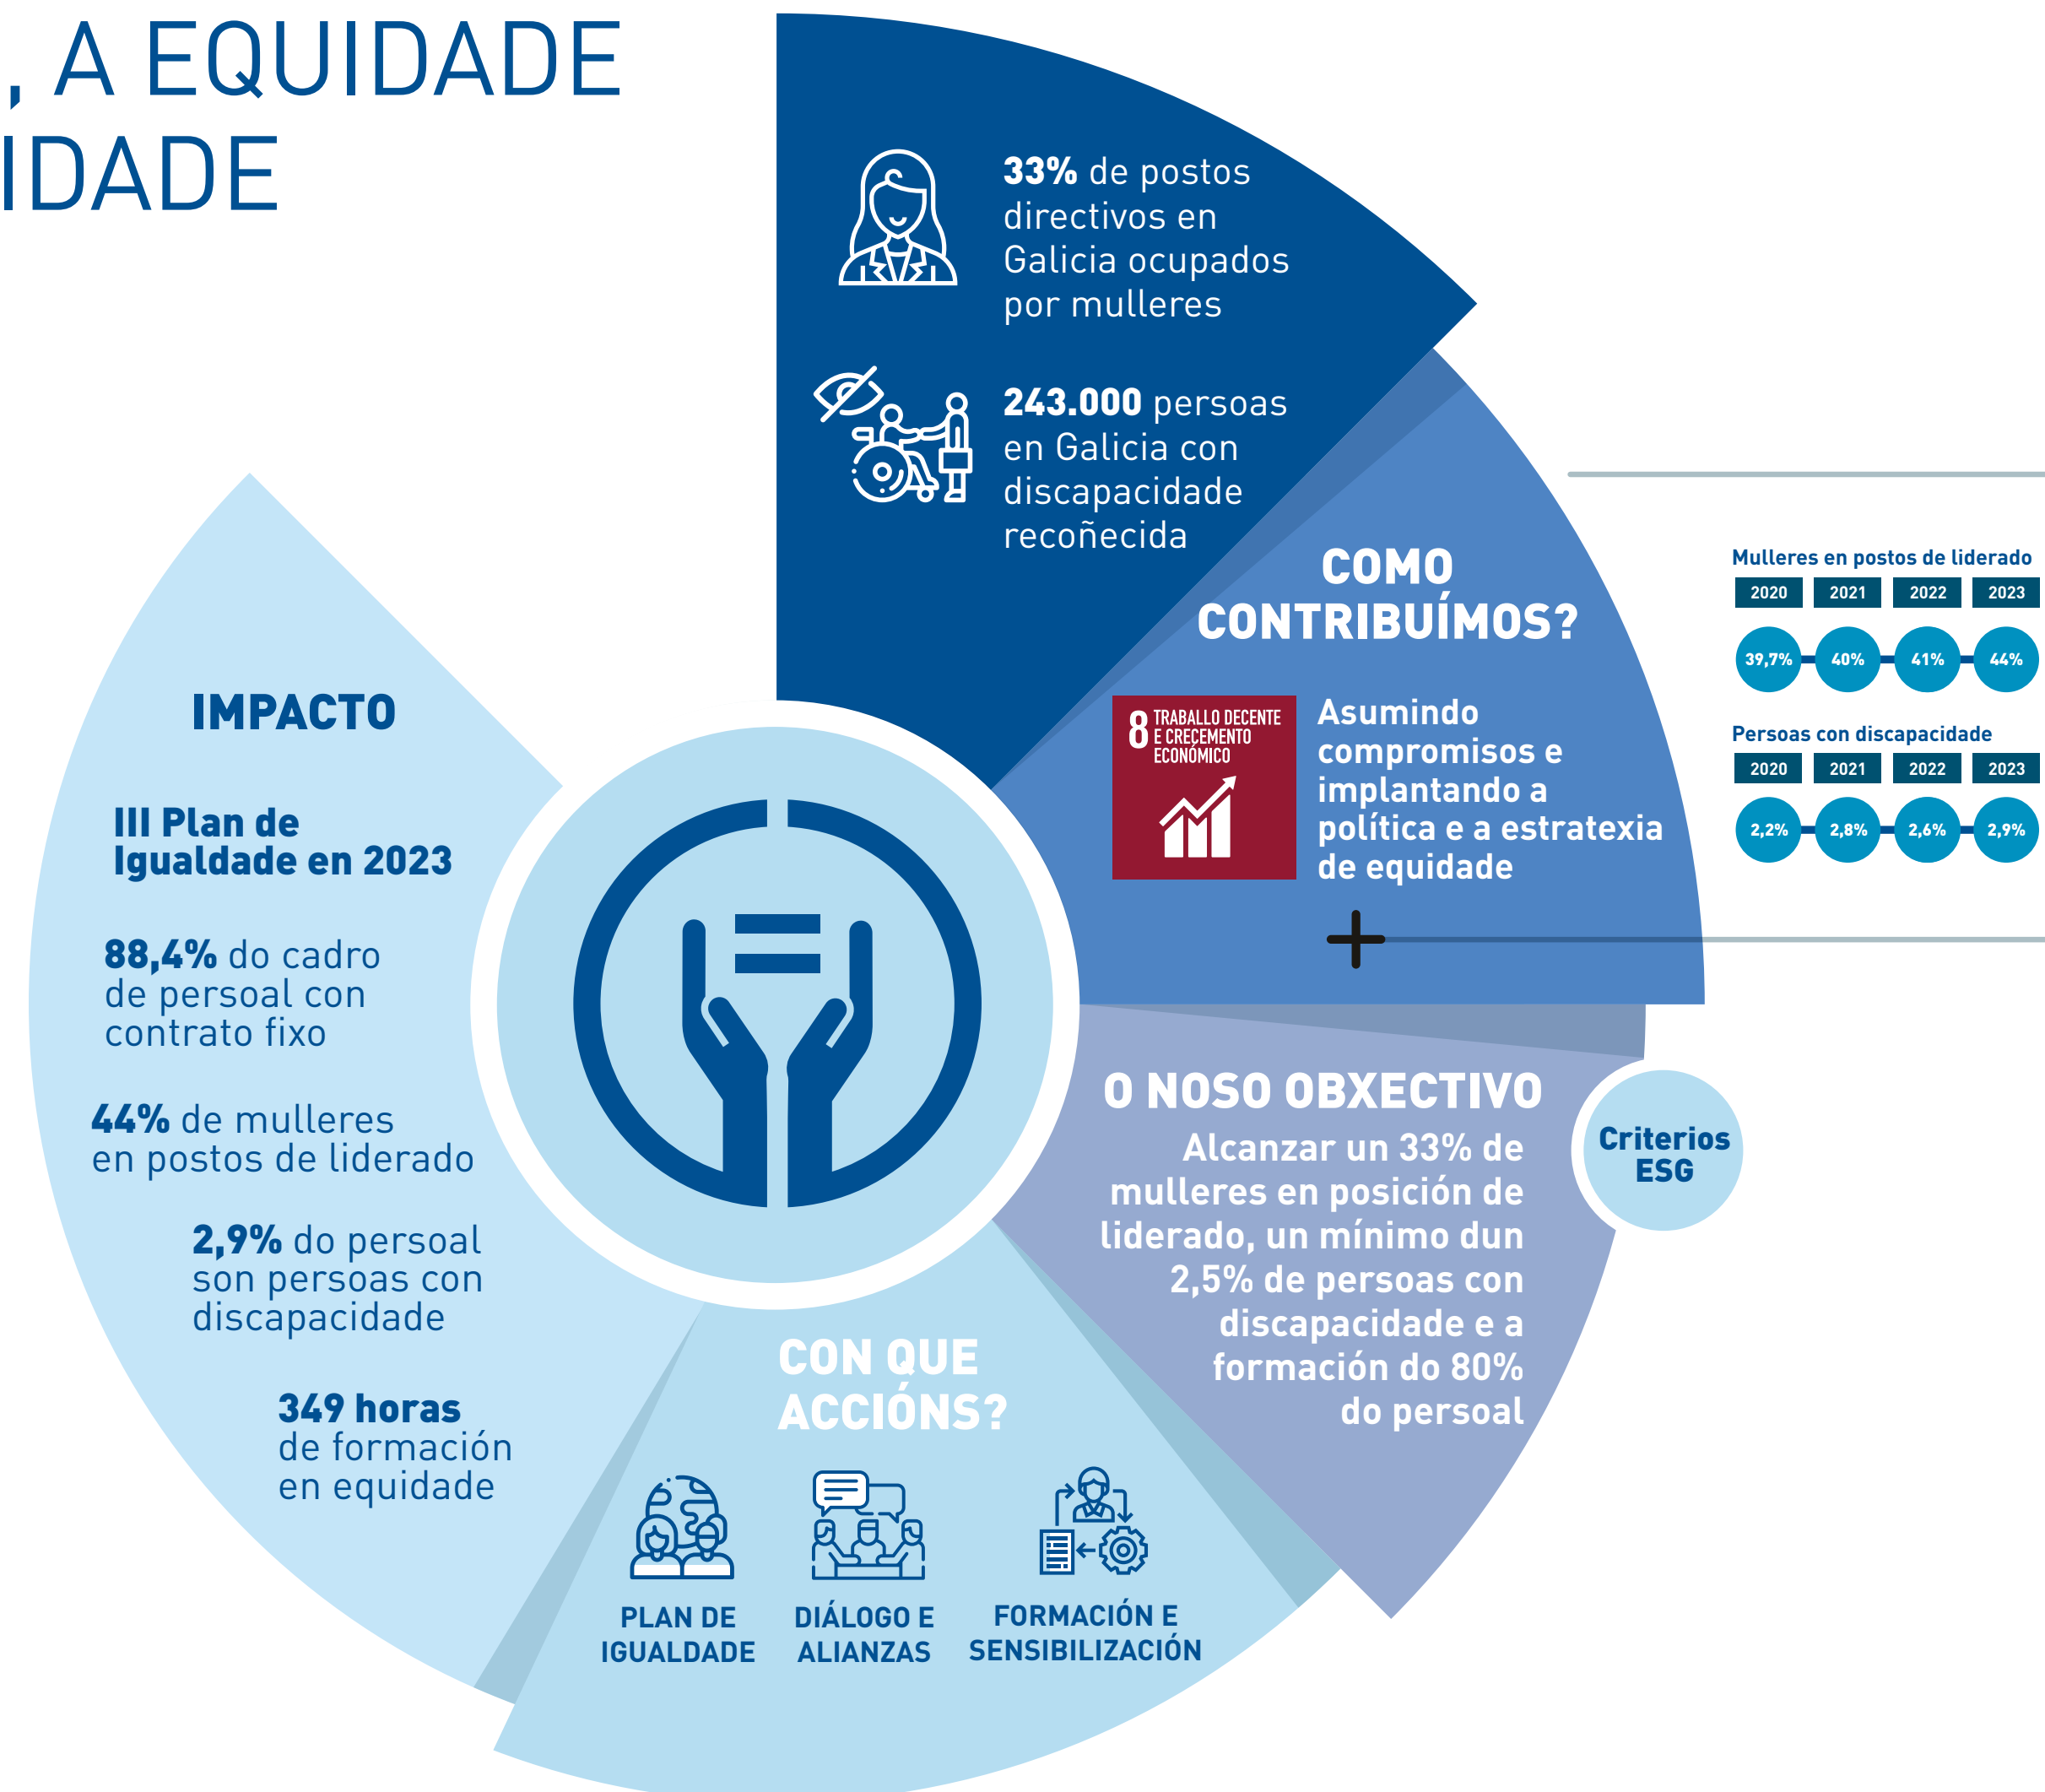 , A EQUIDADE
IDADE
33% de postos
directivos en
Galicia ocupados
por mulleres
243.000 persoas
en Galicia con
discapacidade
recoñecida
COMO
CONTRIBUÍMOS?
8 TRABALLO DECENTE
E CRECEMENTO
ECONÓMICO
Asumindo
compromisos e
implantando a
política e a estratexia
de equidade
Mulleres en postos de liderado
2020 2021 2022 2023
39,7% 40% 41% 44%
Persoas con discapacidade
2020 2021 2022 2023
2,2% 2,8% 2,6% 2,9%
O NOSO OBXECTIVO
Alcanzar un 33% de
mulleres en posición de
liderado, un mínimo dun
2,5% de persoas con
discapacidade e a
formación do 80%
do persoal
Criterios
ESG
CON QUE
ACCIÓNS?
PLAN DE
IGUALDADE
DIÁLOGO E
ALIANZAS
FORMACIÓN E
SENSIBILIZACIÓN
IMPACTO
III Plan de
Igualdade en 2023
88,4% do cadro
de persoal con
contrato fixo
44% de mulleres
en postos de liderado
2,9% do persoal
son persoas con
discapacidade
349 horas
de formación
en equidade